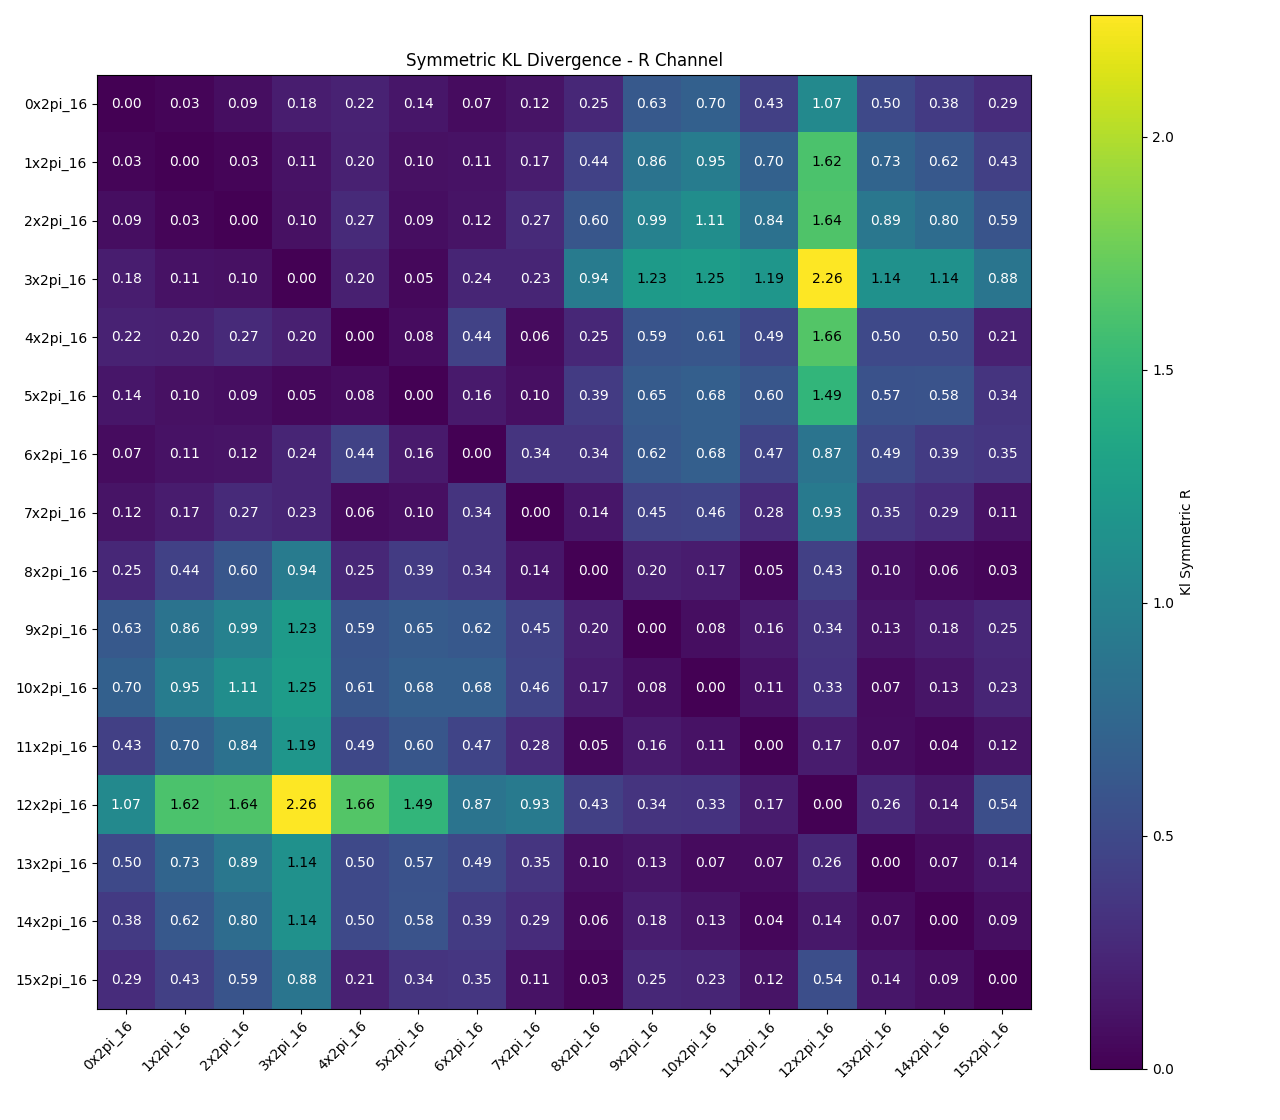 Symmetric KL Divergence - R Channel
0x2pi_16 0.00 0.03 0.09 0.18 0.22 0.14 0.07 0.12 0.25 0.63 0.70 0.43 1.07 0.50 0.38 0.29
1x2pi_16 0.03 0.00 0.03 0.11 0.20 0.10 0.11 0.17 0.44 0.86 0.95 0.70 1.62 0.73 0.62 0.43
2x2pi_16 0.09 0.03 0.00 0.10 0.27 0.09 0.12 0.27 0.60 0.99 1.11 0.84 1.64 0.89 0.80 0.59
3x2pi_16 0.18 0.11 0.10 0.00 0.20 0.05 0.24 0.23 0.94 1.23 1.25 1.19 2.26 1.14 1.14 0.88
4x2pi_16 0.22 0.20 0.27 0.20 0.00 0.08 0.44 0.06 0.25 0.59 0.61 0.49 1.66 0.50 0.50 0.21
5x2pi_16 0.14 0.10 0.09 0.05 0.08 0.00 0.16 0.10 0.39 0.65 0.68 0.60 1.49 0.57 0.58 0.34
6x2pi_16 0.07 0.11 0.12 0.24 0.44 0.16 0.00 0.34 0.34 0.62 0.68 0.47 0.87 0.49 0.39 0.35
7x2pi_16 0.12 0.17 0.27 0.23 0.06 0.10 0.34 0.00 0.14 0.45 0.46 0.28 0.93 0.35 0.29 0.11
8x2pi_16 0.25 0.44 0.60 0.94 0.25 0.39 0.34 0.14 0.00 0.20 0.17 0.05 0.43 0.10 0.06 0.03
9x2pi_16 0.63 0.86 0.99 1.23 0.59 0.65 0.62 0.45 0.20 0.00 0.08 0.16 0.34 0.13 0.18 0.25
10x2pi_16 0.70 0.95 1.11 1.25 0.61 0.68 0.68 0.46 0.17 0.08 0.00 0.11 0.33 0.07 0.13 0.23
11x2pi_16 0.43 0.70 0.84 1.19 0.49 0.60 0.47 0.28 0.05 0.16 0.11 0.00 0.17 0.07 0.04 0.12
12x2pi_16 1.07 1.62 1.64 2.26 1.66 1.49 0.87 0.93 0.43 0.34 0.33 0.17 0.00 0.26 0.14 0.54
13x2pi_16 0.50 0.73 0.89 1.14 0.50 0.57 0.49 0.35 0.10 0.13 0.07 0.07 0.26 0.00 0.07 0.14
14x2pi_16 0.38 0.62 0.80 1.14 0.50 0.58 0.39 0.29 0.06 0.18 0.13 0.04 0.14 0.07 0.00 0.09
15x2pi_16 0.29 0.43 0.59 0.88 0.21 0.34 0.35 0.11 0.03 0.25 0.23 0.12 0.54 0.14 0.09 0.00
0x2pi_16 1x2pi_16 2x2pi_16 3x2pi_16 4x2pi_16 5x2pi_16 6x2pi_16 7x2pi_16 8x2pi_16 9x2pi_16 10x2pi_16 11x2pi_16 12x2pi_16 13x2pi_16 14x2pi_16 15x2pi_16
2.0
1.5
1.0
0.5
0.0
Kl Symmetric R